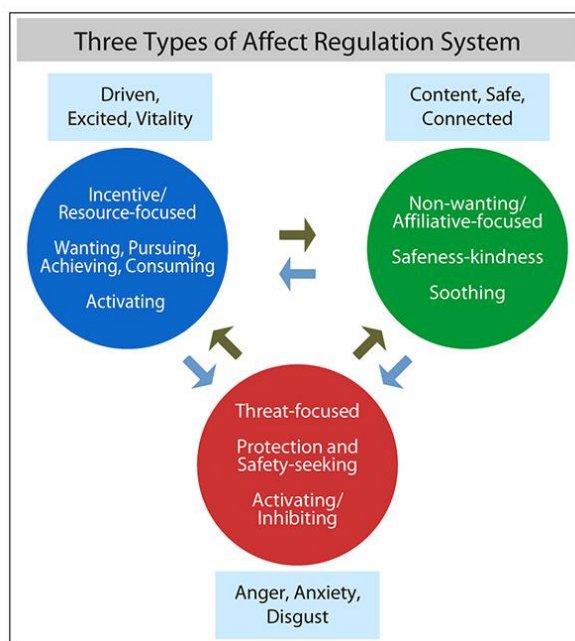 Three Types of Affect Regulation System
Driven,
Excited, Vitality
Content, Safe,
Connected
Incentive/
Resource-focused
Wanting, Pursuing,
Achieving, Consuming
Activating
Non-wanting/
Affiliative-focused
Safeness-kindness
Soothing
Threat-focused
Protection and
Safety-seeking
Activating/
Inhibiting
Anger, Anxiety,
Disgust